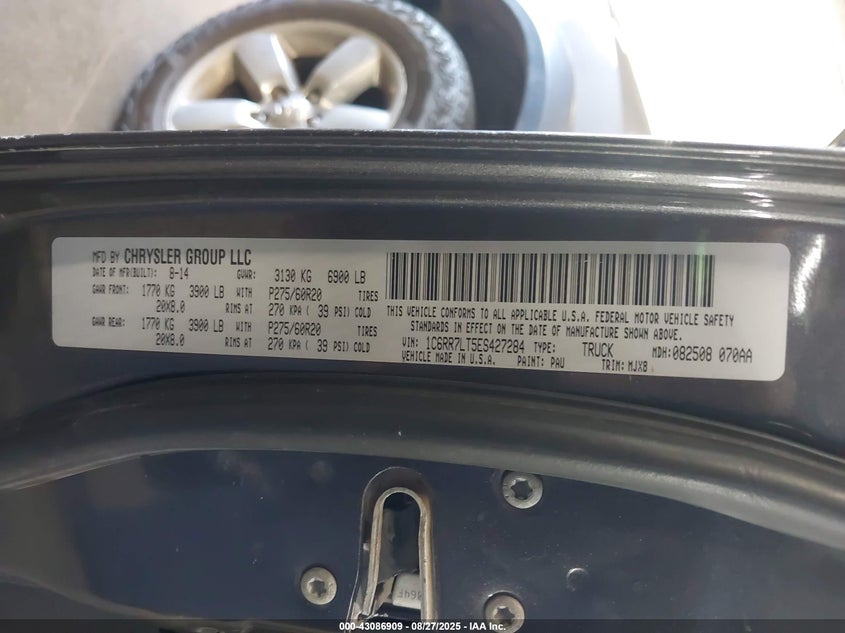 MFD BY CHRYSLER GROUP LLC
DATE OF MFR(BUILT): 8-14 GVWR: 3130 KG 6900 LB
GAWR FRONT: 1770 KG 3900 LB WITH P275/60R20 TIRES
20X8.0 RIMS AT 270 KPA ( 39 PSI) COLD
GAWR REAR: 1770 KG 3900 LB WITH P275/60R20 TIRES
20X8.0 RIMS AT 270 KPA ( 39 PSI) COLD
THIS VEHICLE CONFORMS TO ALL APPLICABLE U.S.A. FEDERAL MOTOR VEHICLE SAFETY
STANDARDS IN EFFECT ON THE DATE OF MANUFACTURE SHOWN ABOVE.
VIN: 1C6RR7LT5ES427284 TYPE: TRUCK MDH: 082508 070AA
VEHICLE MADE IN U.S.A. PAINT: PAU TRIM: MJX8
000-43086909 - 08/27/2025 - IAA Inc.